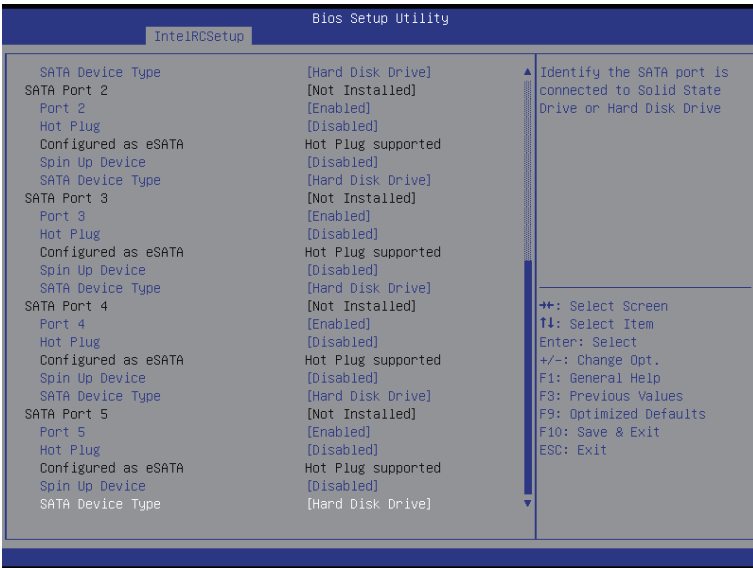 Bios Setup Utility
IntelRCSetup
SATA Device Type [Hard Disk Drive]
SATA Port 2 [Not Installed]
Port 2 [Enabled]
Hot Plug [Disabled]
Configured as eSATA Hot Plug supported
Spin Up Device [Disabled]
SATA Device Type [Hard Disk Drive]
SATA Port 3 [Not Installed]
Port 3 [Enabled]
Hot Plug [Disabled]
Configured as eSATA Hot Plug supported
Spin Up Device [Disabled]
SATA Device Type [Hard Disk Drive]
SATA Port 4 [Not Installed]
Port 4 [Enabled]
Hot Plug [Disabled]
Configured as eSATA Hot Plug supported
Spin Up Device [Disabled]
SATA Device Type [Hard Disk Drive]
SATA Port 5 [Not Installed]
Port 5 [Enabled]
Hot Plug [Disabled]
Configured as eSATA Hot Plug supported
Spin Up Device [Disabled]
SATA Device Type [Hard Disk Drive]
Identify the SATA port is
connected to Solid State
Drive or Hard Disk Drive
→←: Select Screen
↑↓: Select Item
Enter: Select
+/-: Change Opt.
F1: General Help
F3: Previous Values
F9: Optimized Defaults
F10: Save & Exit
ESC: Exit